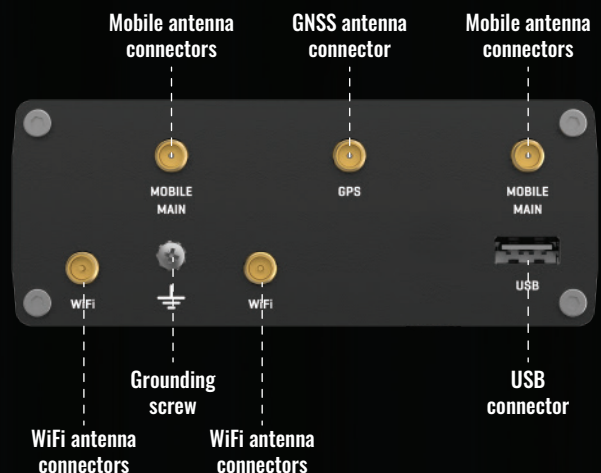 Mobile antenna
connectors
GNSS antenna
connector
Mobile antenna
connectors
MOBILE
MAIN
GPS
MOBILE
MAIN
WiFi
WiFi
USB
Grounding
screw
USB
connector
WiFi antenna
connectors
WiFi antenna
connectors